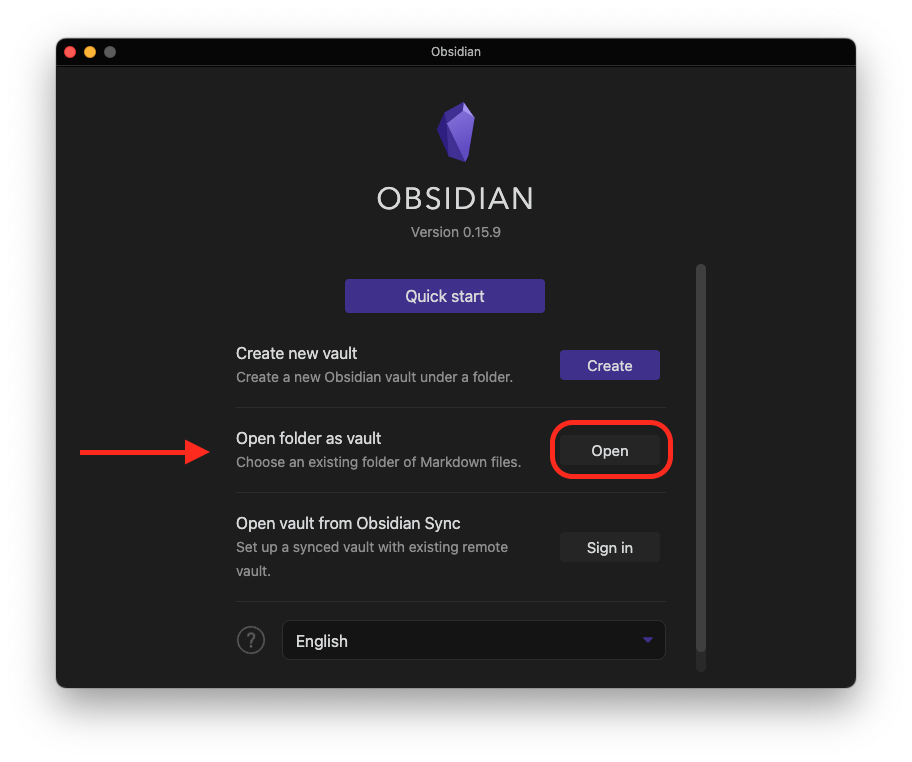 Obsidian
OBSIDIAN
Version 0.15.9
Quick start
Create new vault
Create a new Obsidian vault under a folder.
Create
Open folder as vault
Choose an existing folder of Markdown files.
Open
Open vault from Obsidian Sync
Set up a synced vault with existing remote
vault.
Sign in
?
English